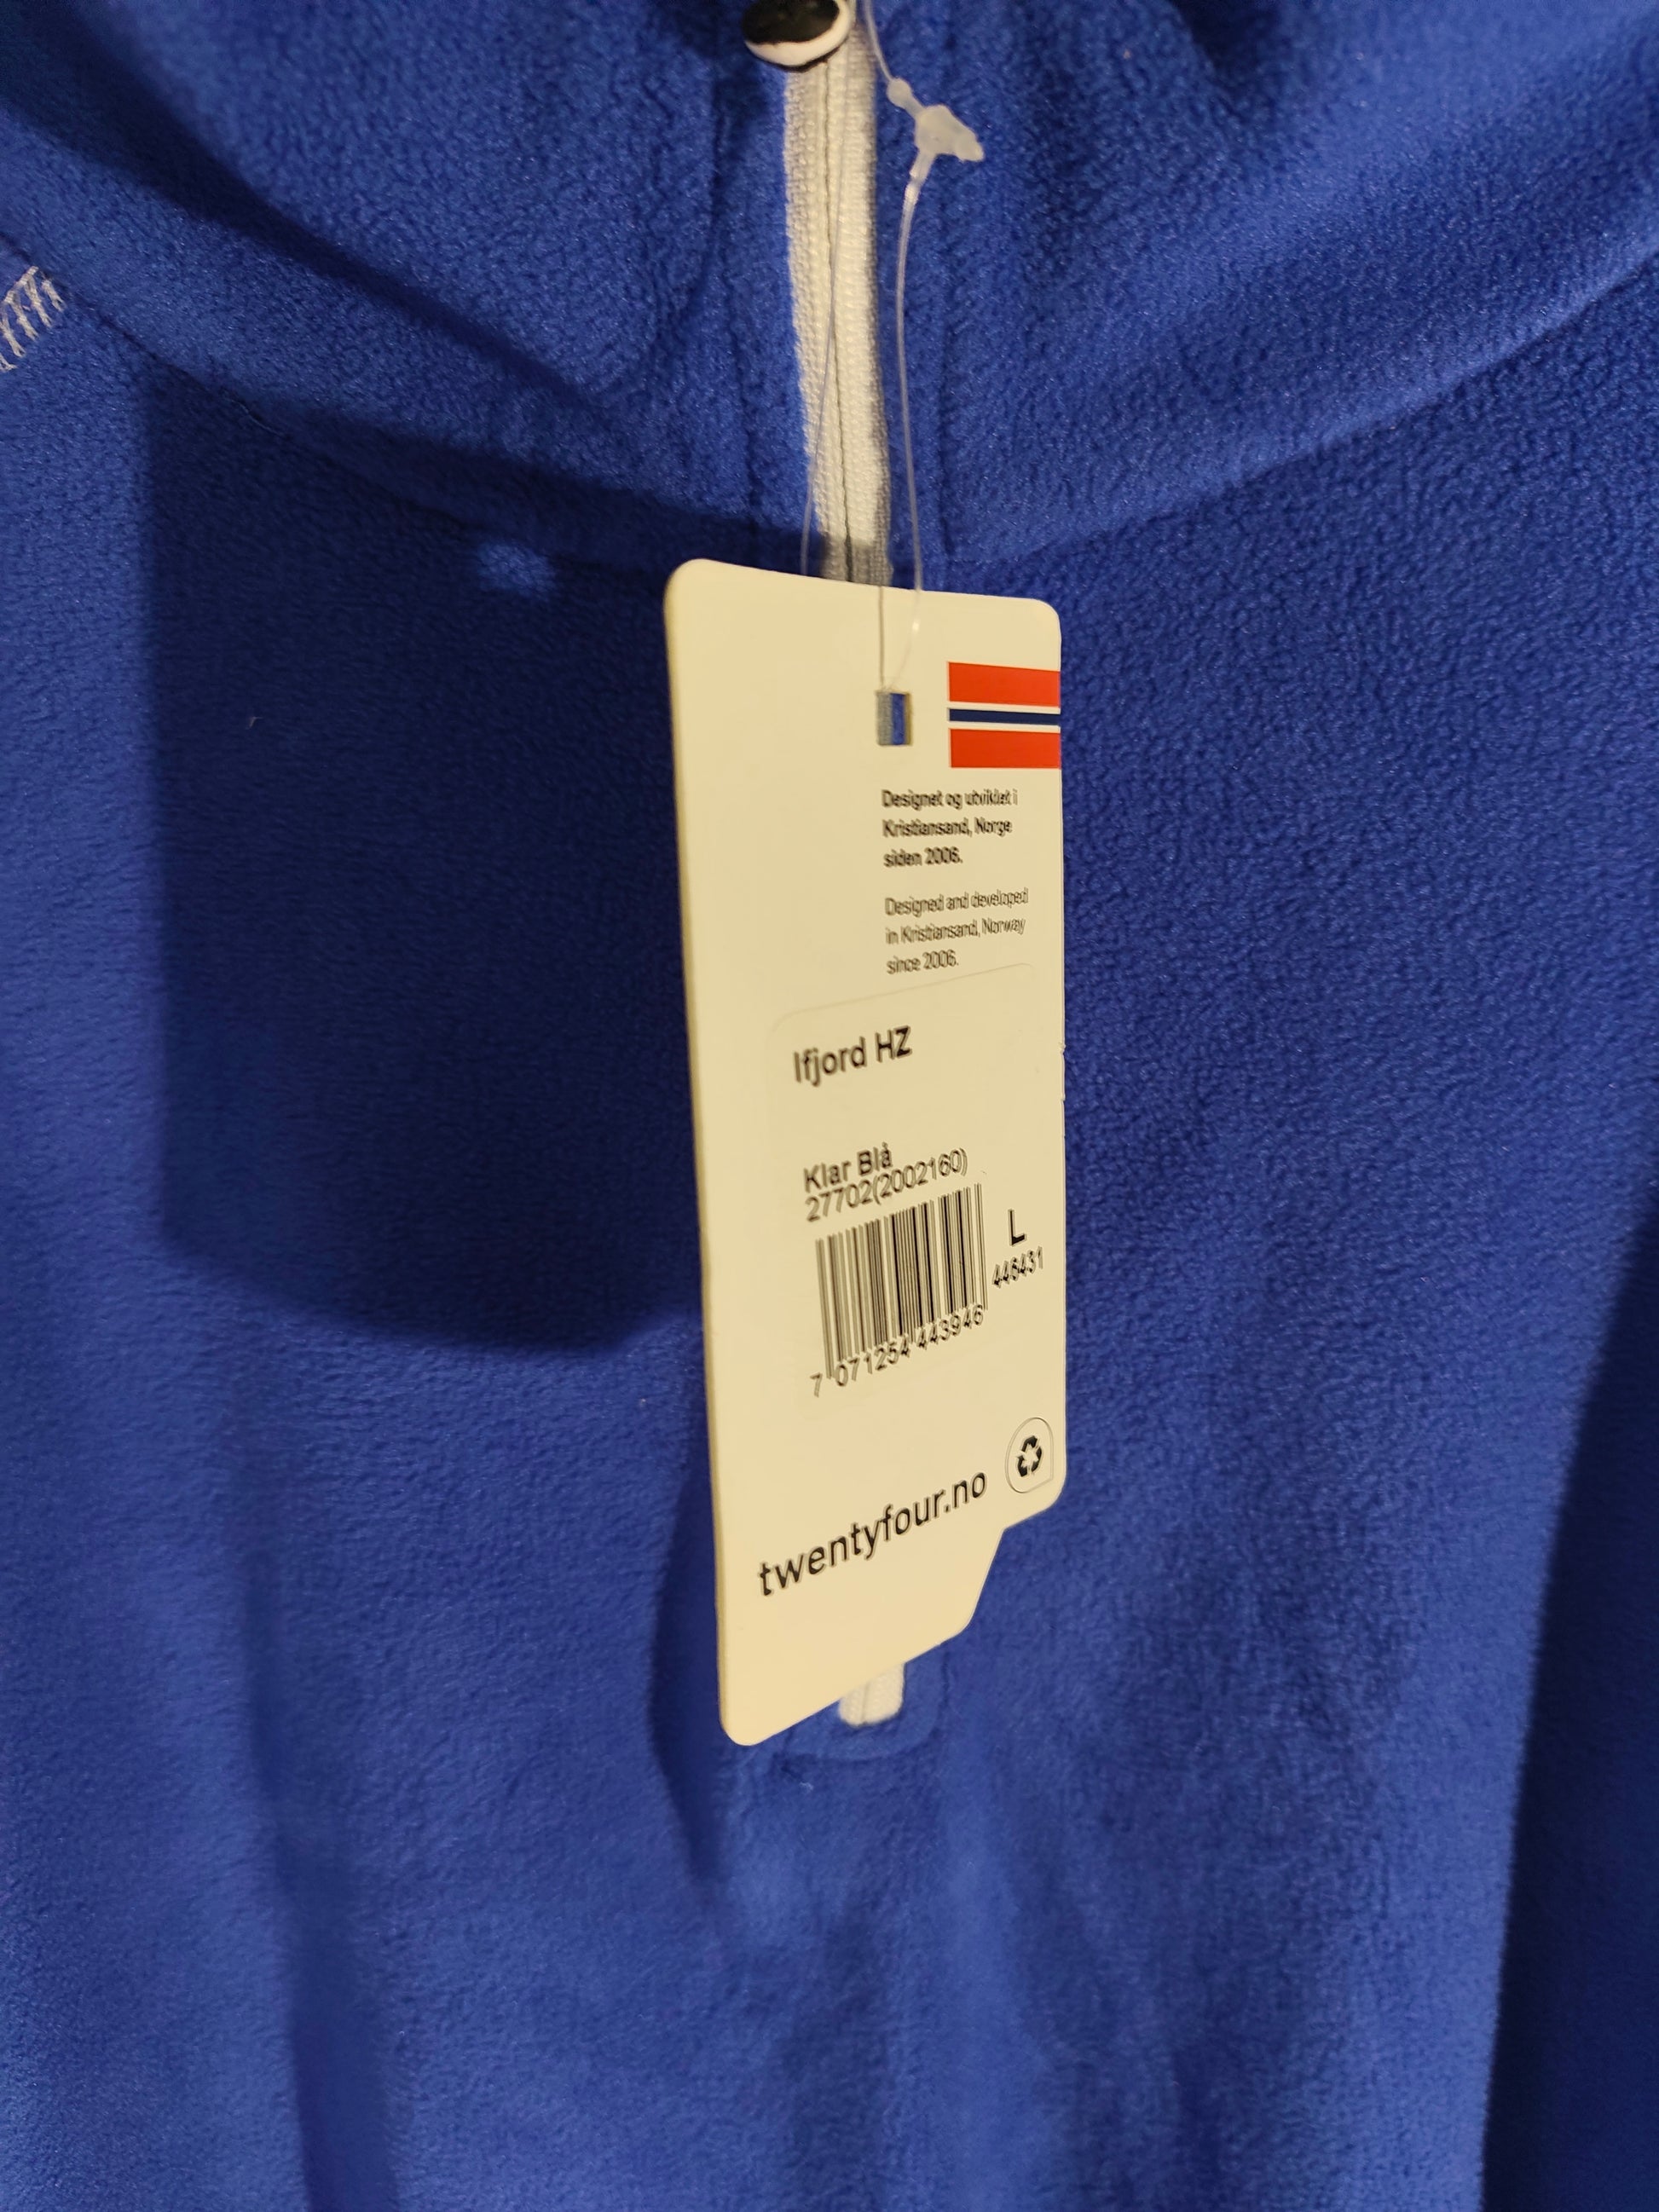 Designet og utviklet i
Kristiansand, Norge
siden 2006.
Designed and developed
in Kristiansand, Norway
since 2006.
Ifjord HZ
Klar Blå
27702(2002160)
L
446431
7 071254 443946
twentyfour.no